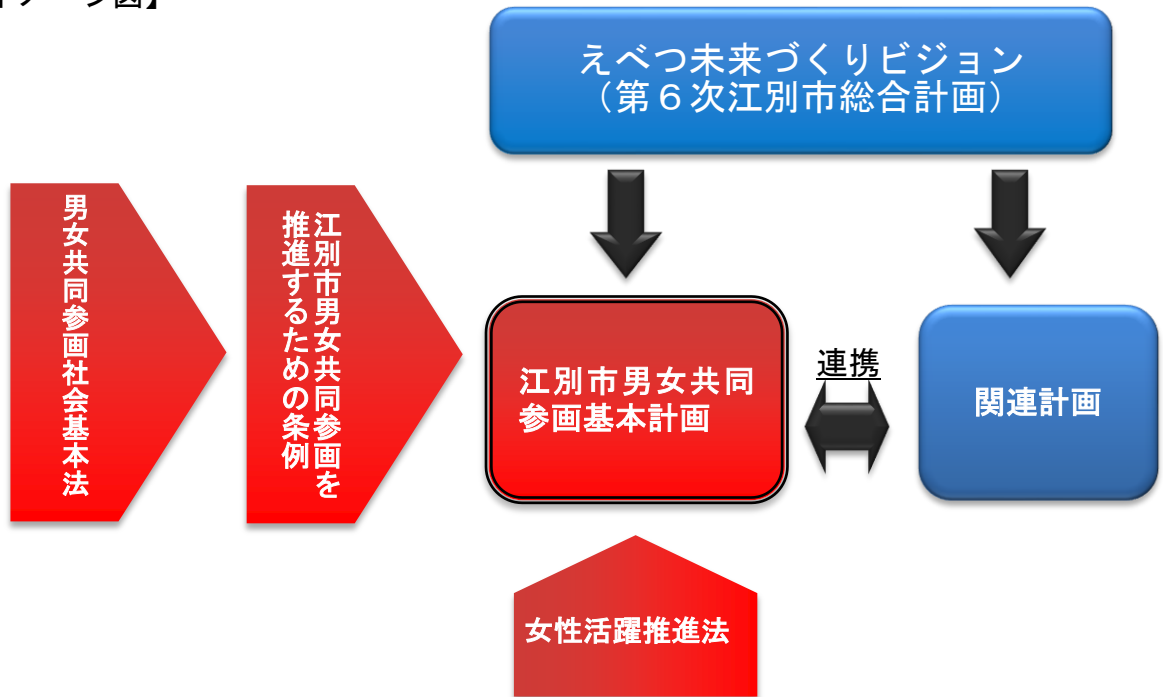 えべつ未来づくりビジョン
（第６次江別市総合計画）
男女共同参画社会基本法
江別市男女共同参画を
推進するための条例
江別市男女共同
参画基本計画
連携
関連計画
女性活躍推進法